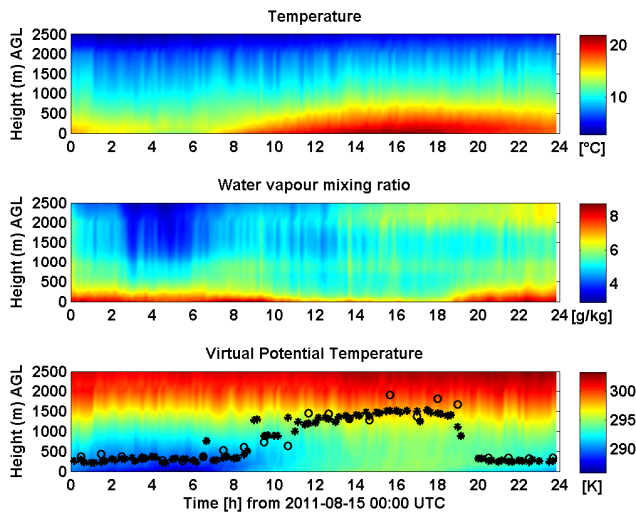 Temperature
Height (m) AGL
2500
2000
1500
1000
500
0
0 2 4 6 8 10 12 14 16 18 20 22 24
20
10
[°C]
Water vapour mixing ratio
Height (m) AGL
2500
2000
1500
1000
500
0
0 2 4 6 8 10 12 14 16 18 20 22 24
8
6
4
[g/kg]
Virtual Potential Temperature
Height (m) AGL
2500
2000
1500
1000
500
0
0 2 4 6 8 10 12 14 16 18 20 22 24
300
295
290
[K]
Time [h] from 2011-08-15 00:00 UTC